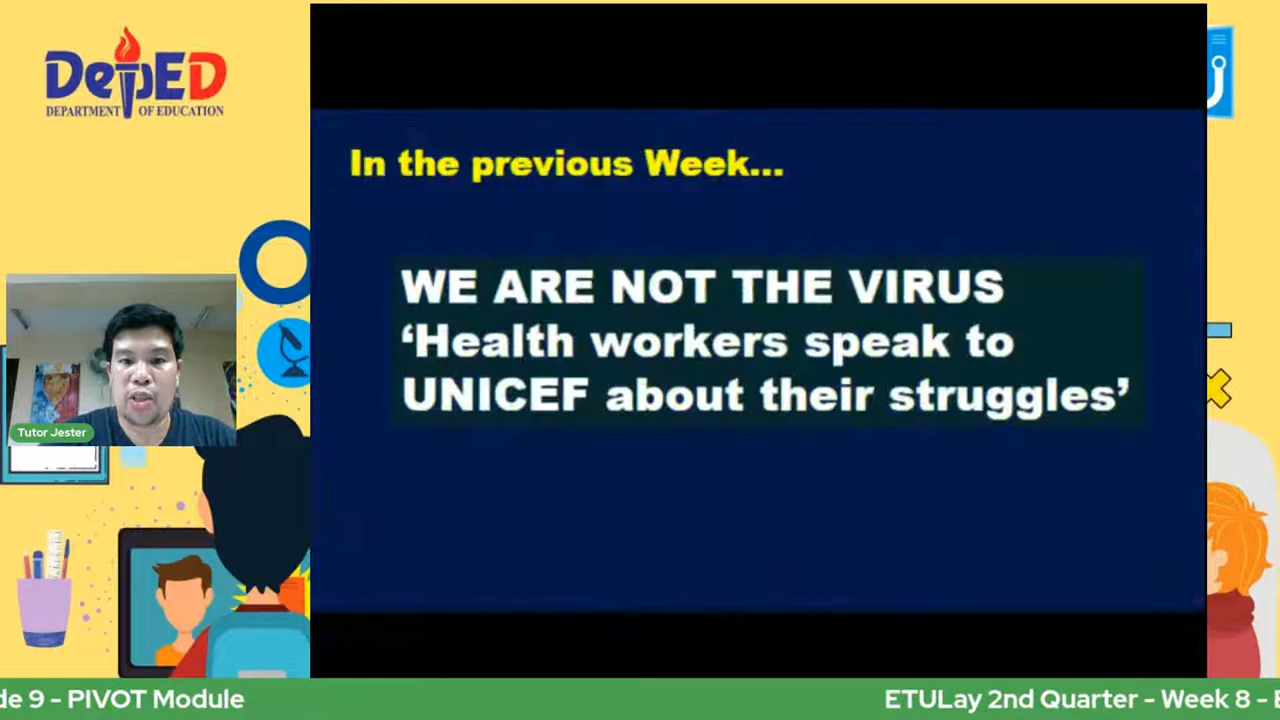 DepED
DEPARTMENT OF EDUCATION
In the previous Week...
WE ARE NOT THE VIRUS
‘Health workers speak to
UNICEF about their struggles’
Tutor Jester
de 9 - PIVOT Module
ETULay 2nd Quarter - Week 8 -